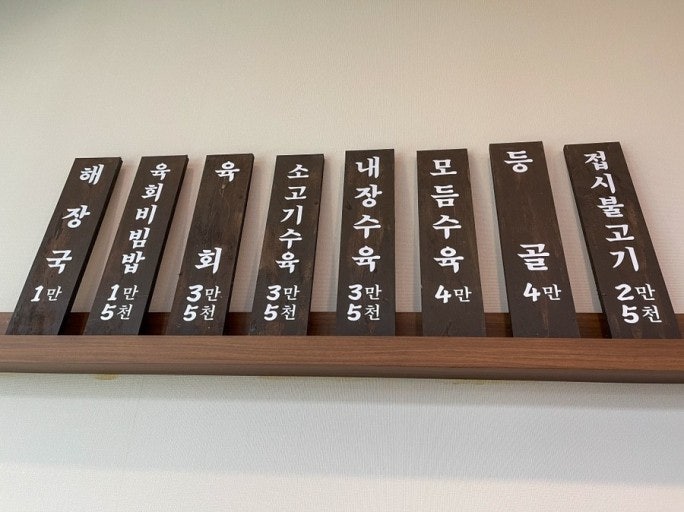 해장국
1만
육회비빔밥
1만
5천
육회
3만
5천
소고기수육
3만
5천
내장수육
3만
5천
모듬수육
4만
등골
4만
접시불고기
2만
5천